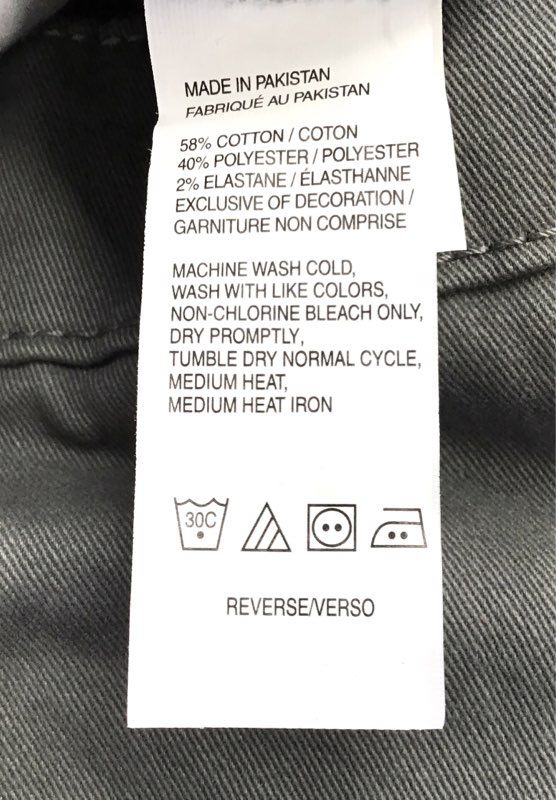 MADE IN PAKISTAN
FABRIQUÉ AU PAKISTAN
58% COTTON / COTON
40% POLYESTER / POLYESTER
2% ELASTANE / ÉLASTHANNE
EXCLUSIVE OF DECORATION /
GARNITURE NON COMPRISE
MACHINE WASH COLD,
WASH WITH LIKE COLORS,
NON-CHLORINE BLEACH ONLY,
DRY PROMPTLY,
TUMBLE DRY NORMAL CYCLE,
MEDIUM HEAT,
MEDIUM HEAT IRON
30C
REVERSE/VERSO